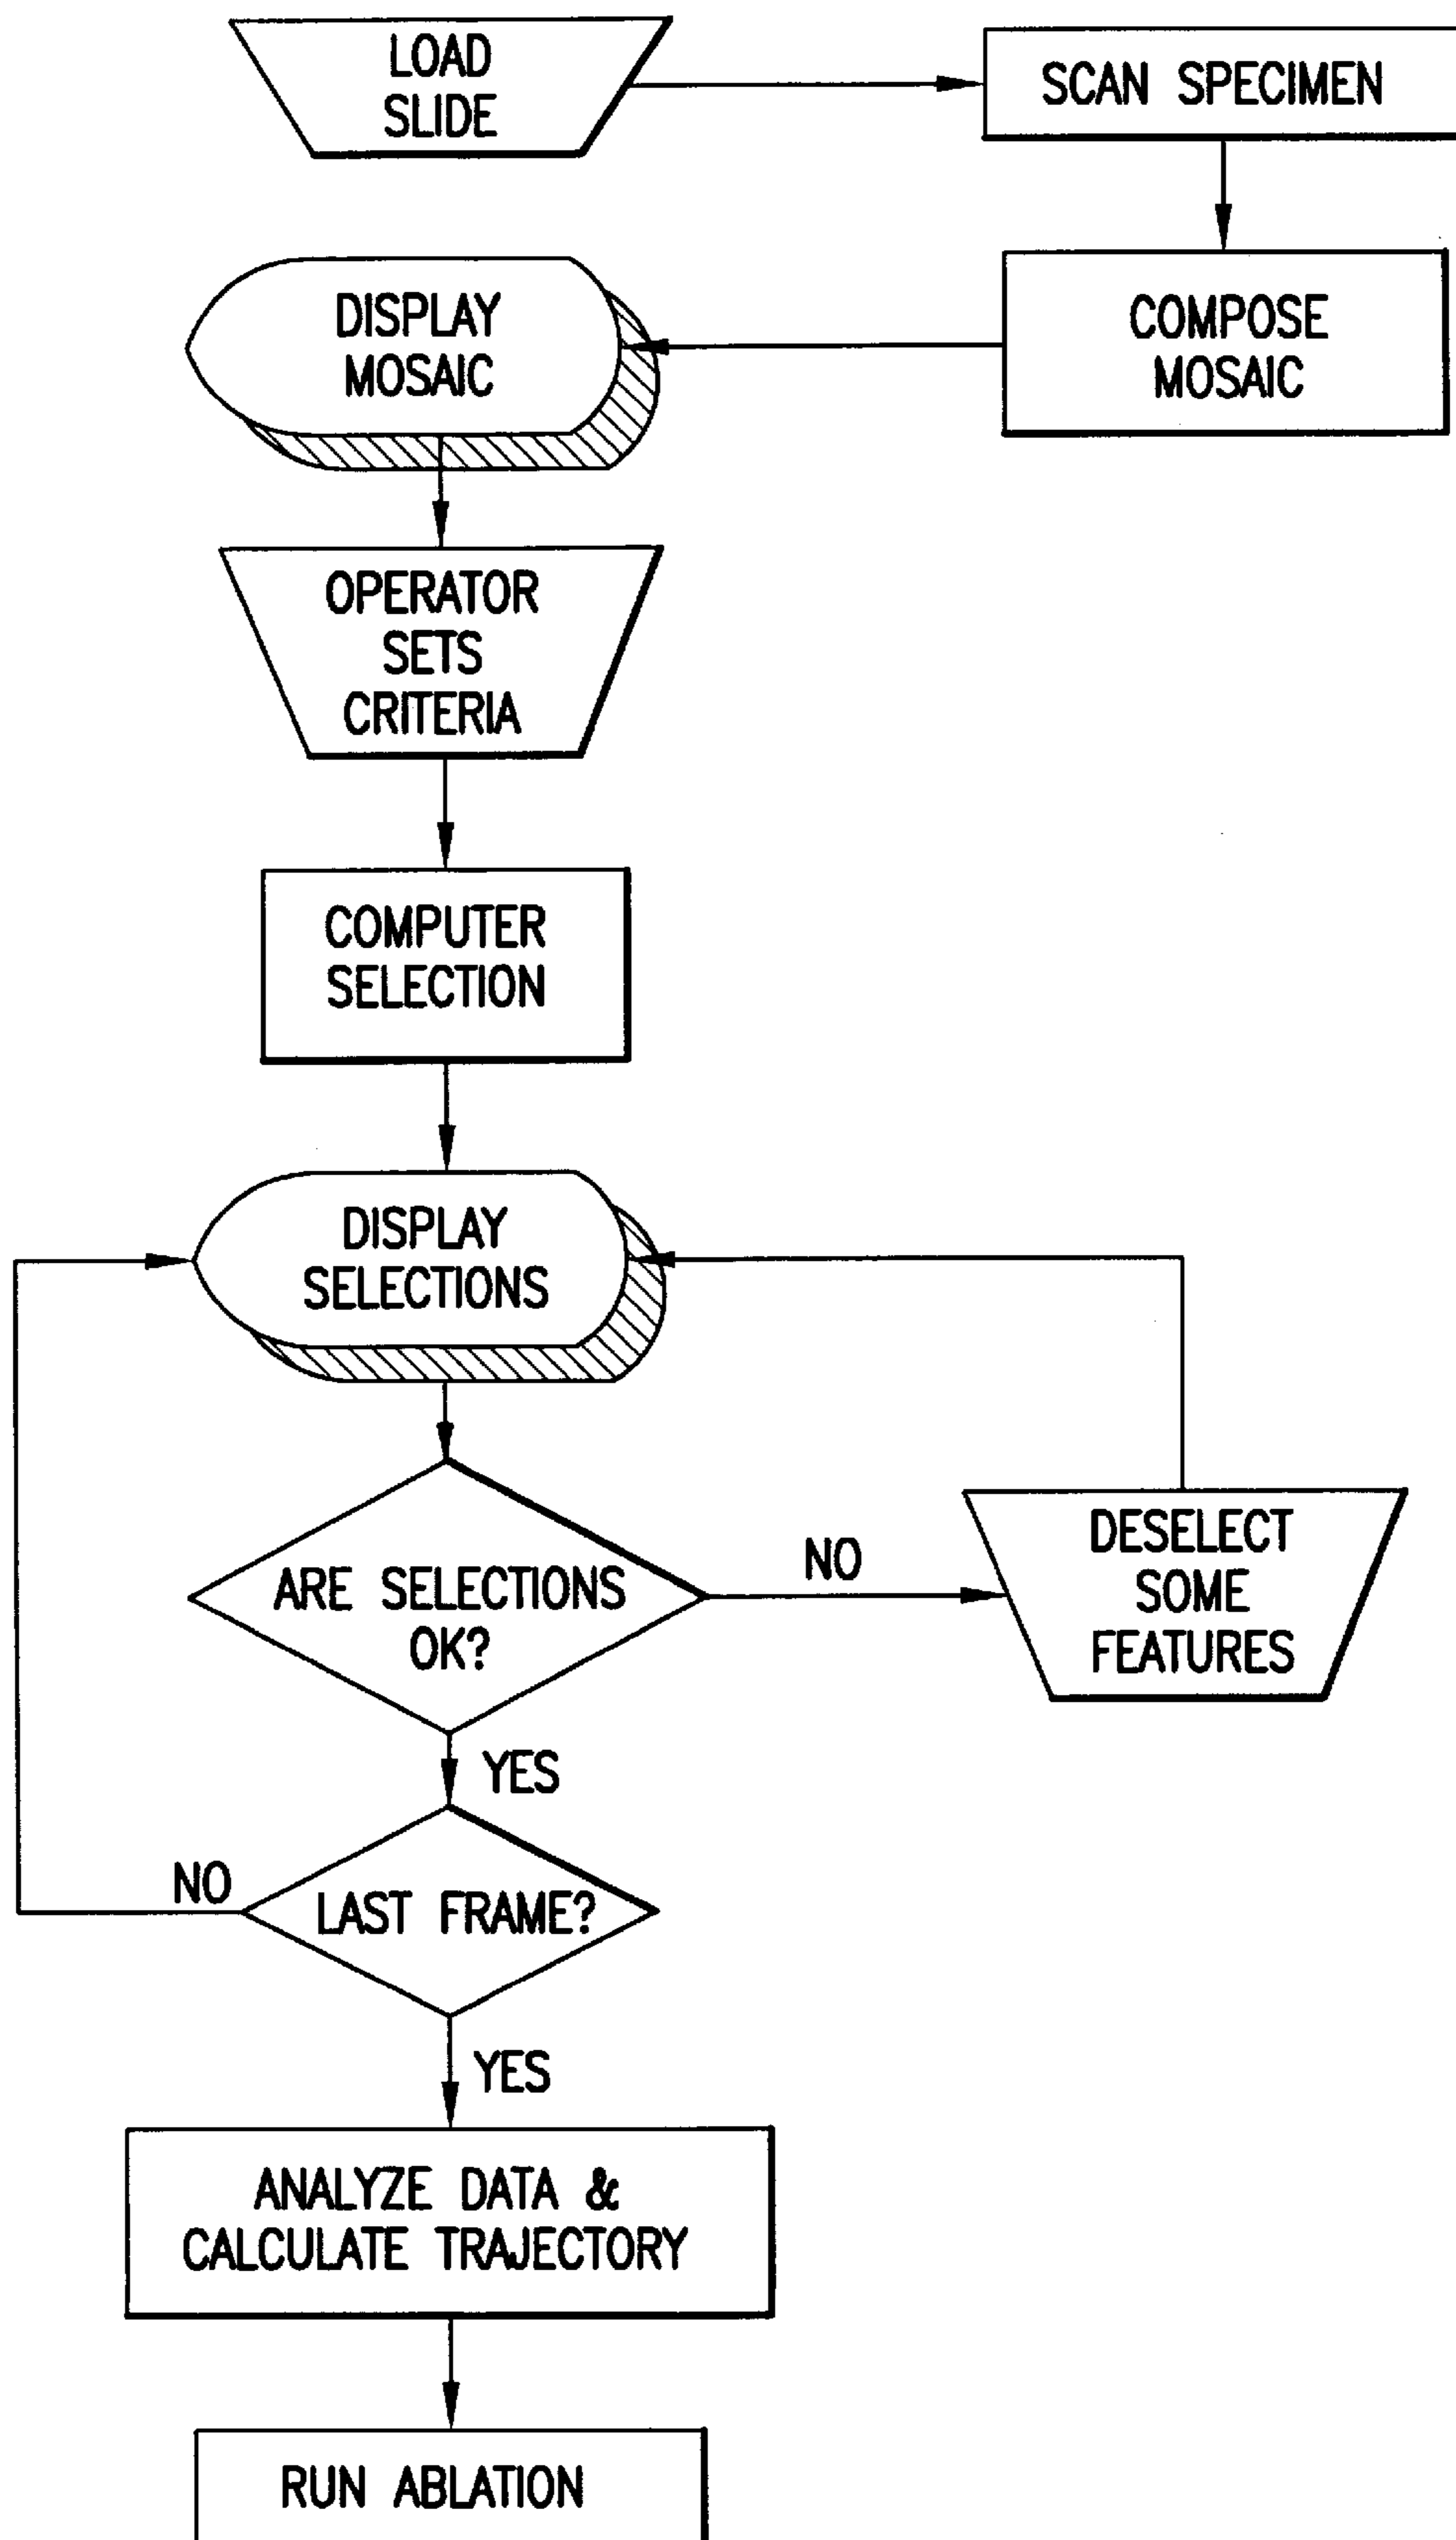 LOAD
SLIDE
SCAN SPECIMEN
DISPLAY
MOSAIC
COMPOSE
MOSAIC
OPERATOR
SETS
CRITERIA
COMPUTER
SELECTION
DISPLAY
SELECTIONS
ARE SELECTIONS
OK?
NO
DESELECT
SOME
FEATURES
YES
NO
LAST FRAME?
YES
ANALYZE DATA &
CALCULATE TRAJECTORY
RUN ABLATION